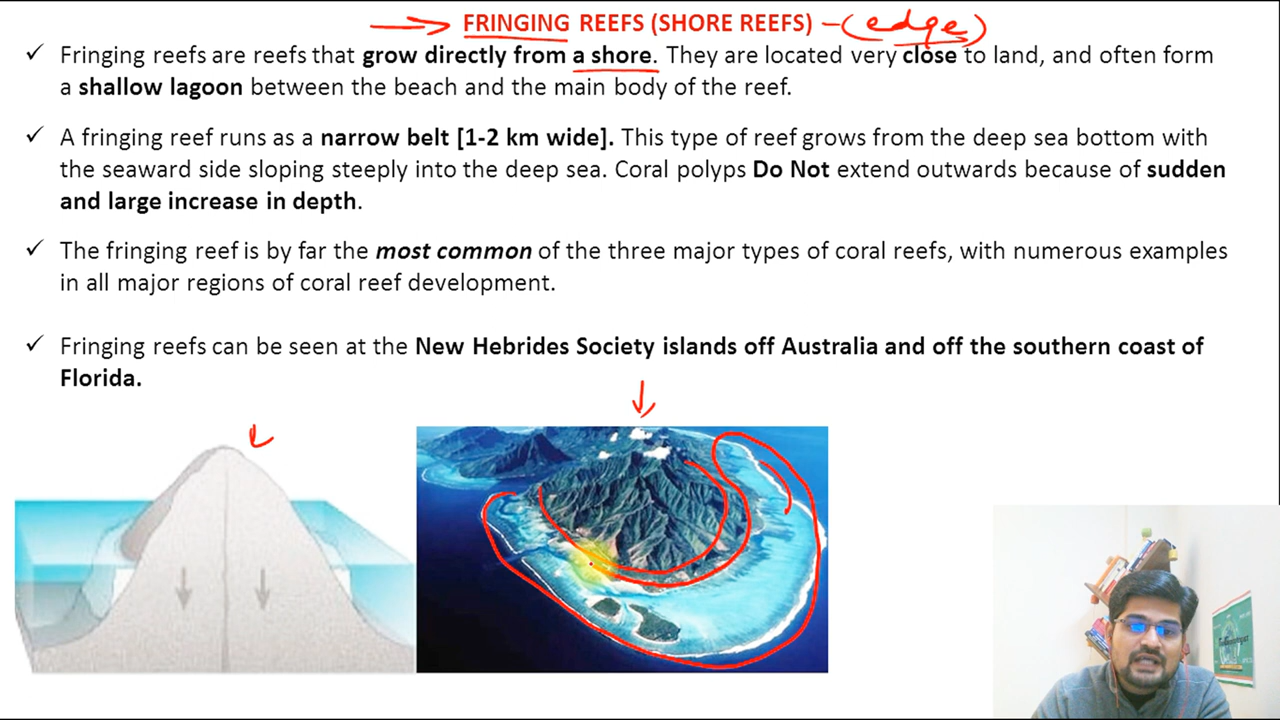 FRINGING REEFS (SHORE REEFS) - (edge)
✓ Fringing reefs are reefs that grow directly from a shore. They are located very close to land, and often form
a shallow lagoon between the beach and the main body of the reef.
✓ A fringing reef runs as a narrow belt [1-2 km wide]. This type of reef grows from the deep sea bottom with
the seaward side sloping steeply into the deep sea. Coral polyps Do Not extend outwards because of sudden
and large increase in depth.
✓ The fringing reef is by far the most common of the three major types of coral reefs, with numerous examples
in all major regions of coral reef development.
✓ Fringing reefs can be seen at the New Hebrides Society islands off Australia and off the southern coast of
Florida.